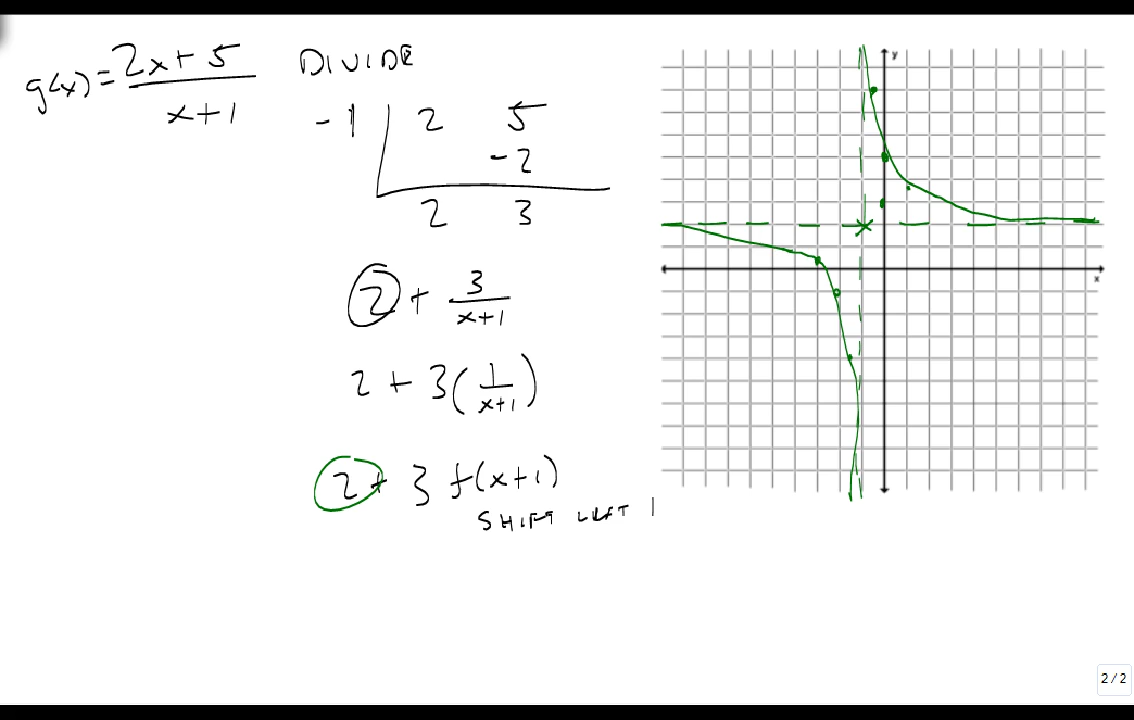 g(x) = 2x+5 / x+1
DIVIDE
-1 | 2 5
-2
2 3
2 + 3/x+1
2 + 3(1/x+1)
2 + 3 f(x+1)
SHIFT LEFT 1
y
x
2 / 2